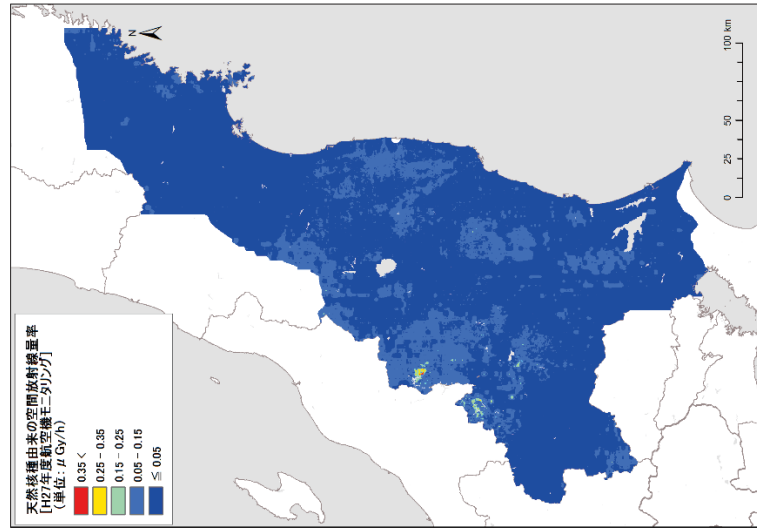 天然核種由来の空間放射線量率
[H27年度航空機モニタリング]
(単位: μGy/h)
0.35 <
0.25 - 0.35
0.15 - 0.25
0.05 - 0.15
≦ 0.05
N
0 25 50 100 km